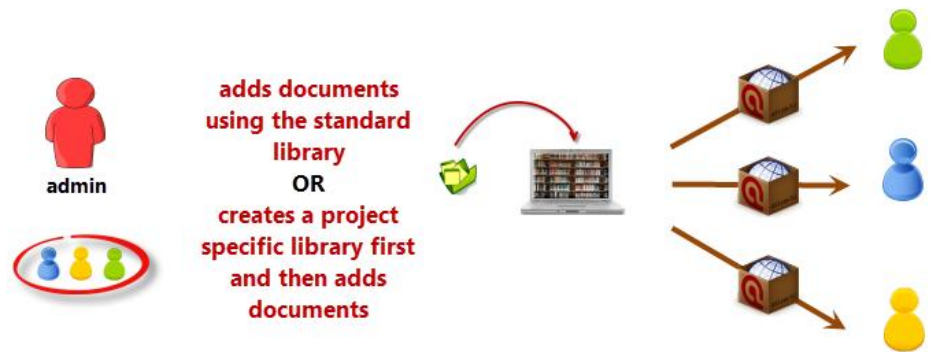 admin
adds documents
using the standard
library
OR
creates a project
specific library first
and then adds
documents
@
@
@